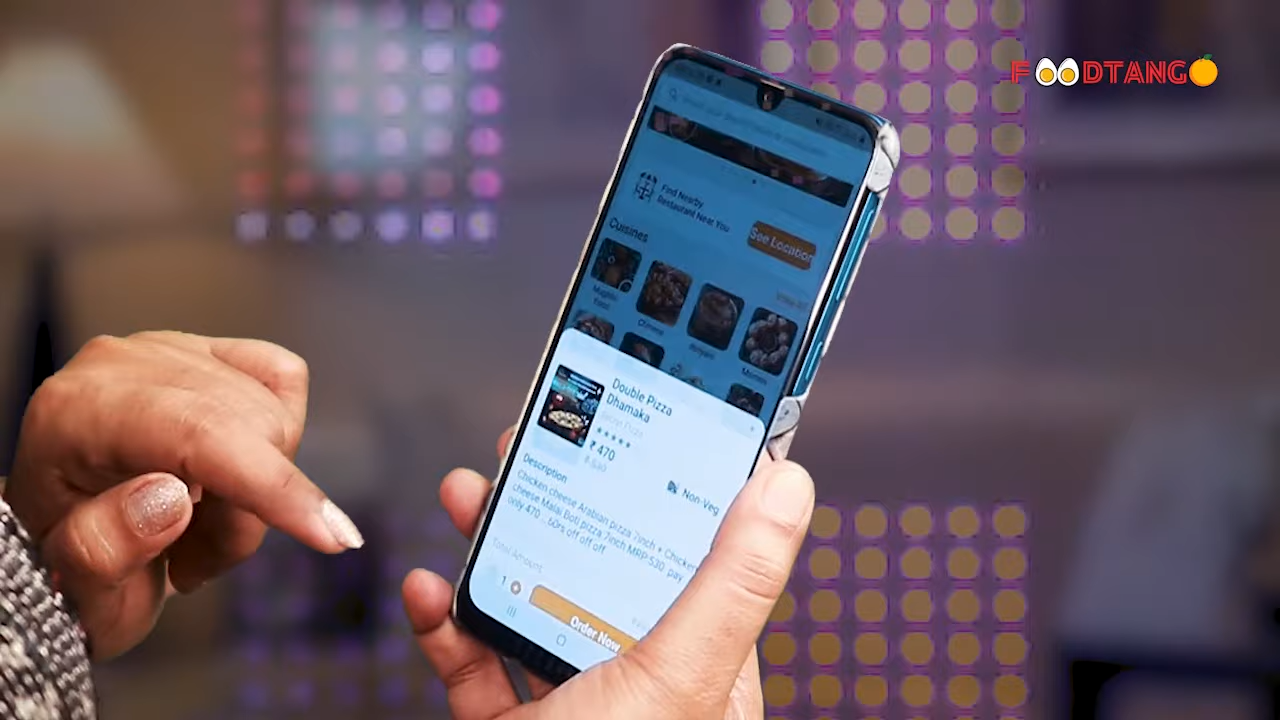 FOODTANGO
Find Nearby
Restaurant Near You
See Location
Cuisines
Chinese
Biryani
Momos
Double Pizza
Dhamaka
₹ 470
Non-Veg
Description
Chicken cheese Arabian pizza 7inch + Chicken
cheese Malai Boti pizza 7inch MRP 530, pay
only 470 ... 60rs off off off
Total Amount
1
Order Now